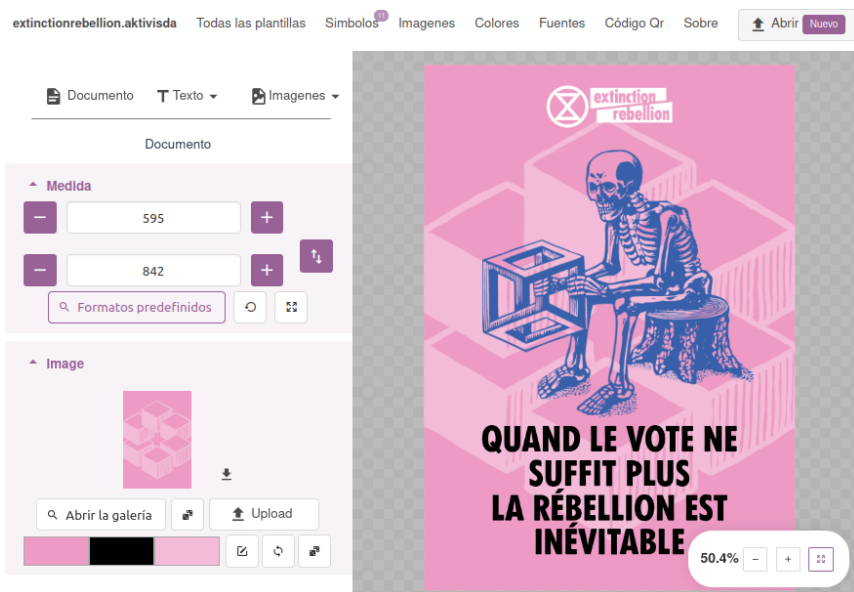 extinctionrebellion.aktivisda Todas las plantillas Simbolos 11 Imagenes Colores Fuentes Código Qr Sobre Abrir Nuevo
Documento Texto Imagenes
Documento
Medida
595
842
Formatos predefinidos
Image
Abrir la galería Upload
extinction
rebellion
QUAND LE VOTE NE
SUFFIT PLUS
LA RÉBELLION EST
INÉVITABLE
50.4%